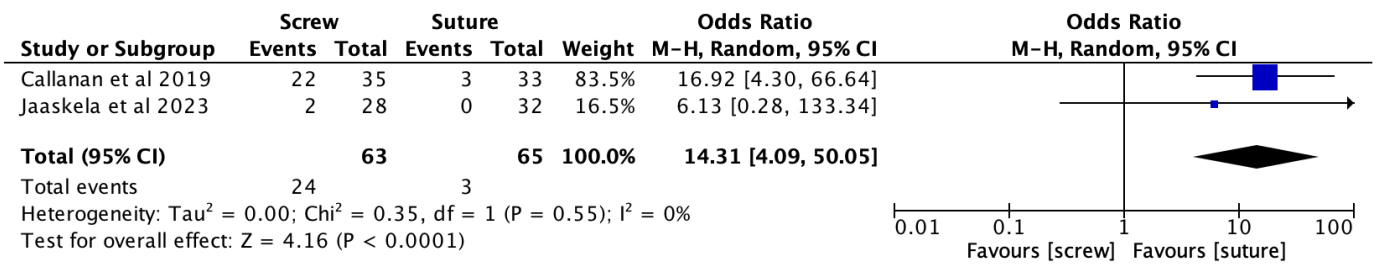 Screw Suture Odds Ratio Odds Ratio
Study or Subgroup Events Total Events Total Weight M-H, Random, 95% CI M-H, Random, 95% CI
Callanan et al 2019 22 35 3 33 83.5% 16.92 [4.30, 66.64]
Jaaskela et al 2023 2 28 0 32 16.5% 6.13 [0.28, 133.34]
Total (95% CI) 63 65 100.0% 14.31 [4.09, 50.05]
Total events 24 3
Heterogeneity: Tau² = 0.00; Chi² = 0.35, df = 1 (P = 0.55); I² = 0%
Test for overall effect: Z = 4.16 (P < 0.0001)
0.01 0.1 1 10 100
Favours [screw] Favours [suture]